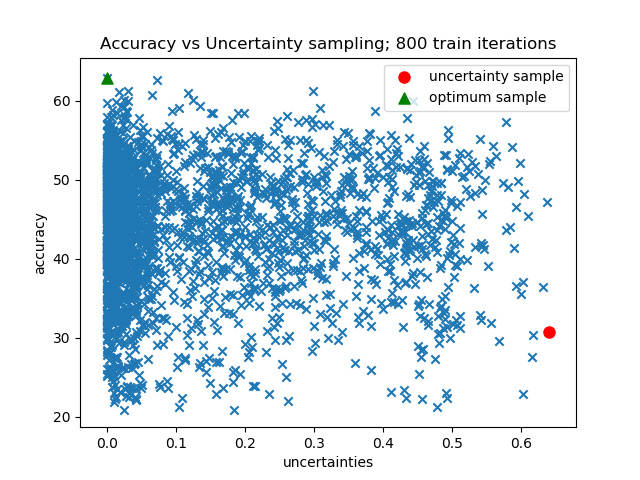 Accuracy vs Uncertainty sampling; 800 train iterations
uncertainty sample
optimum sample
accuracy
60
50
40
30
20
0.0 0.1 0.2 0.3 0.4 0.5 0.6
uncertainties